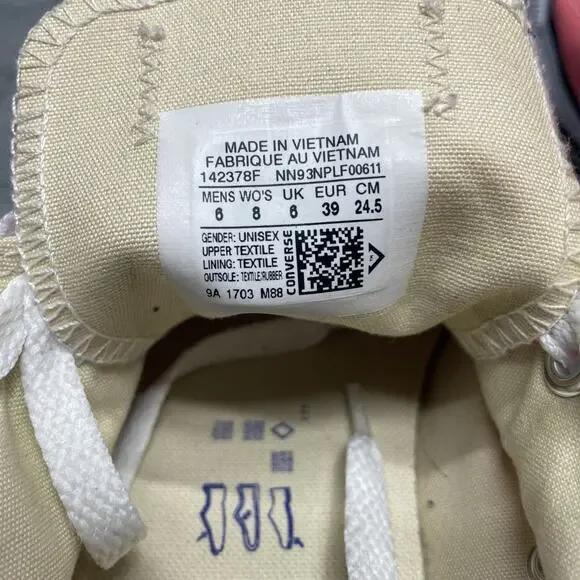 MADE IN VIETNAM
FABRIQUE AU VIETNAM
142378F NN93NPLF00611
MENS WO'S UK EUR CM
6 8 6 39 24.5
GENDER: UNISEX
UPPER TEXTILE
LINING: TEXTILE
OUTSOLE: TEXTILE/RUBBER
9A 1703 M88
CONVERSE